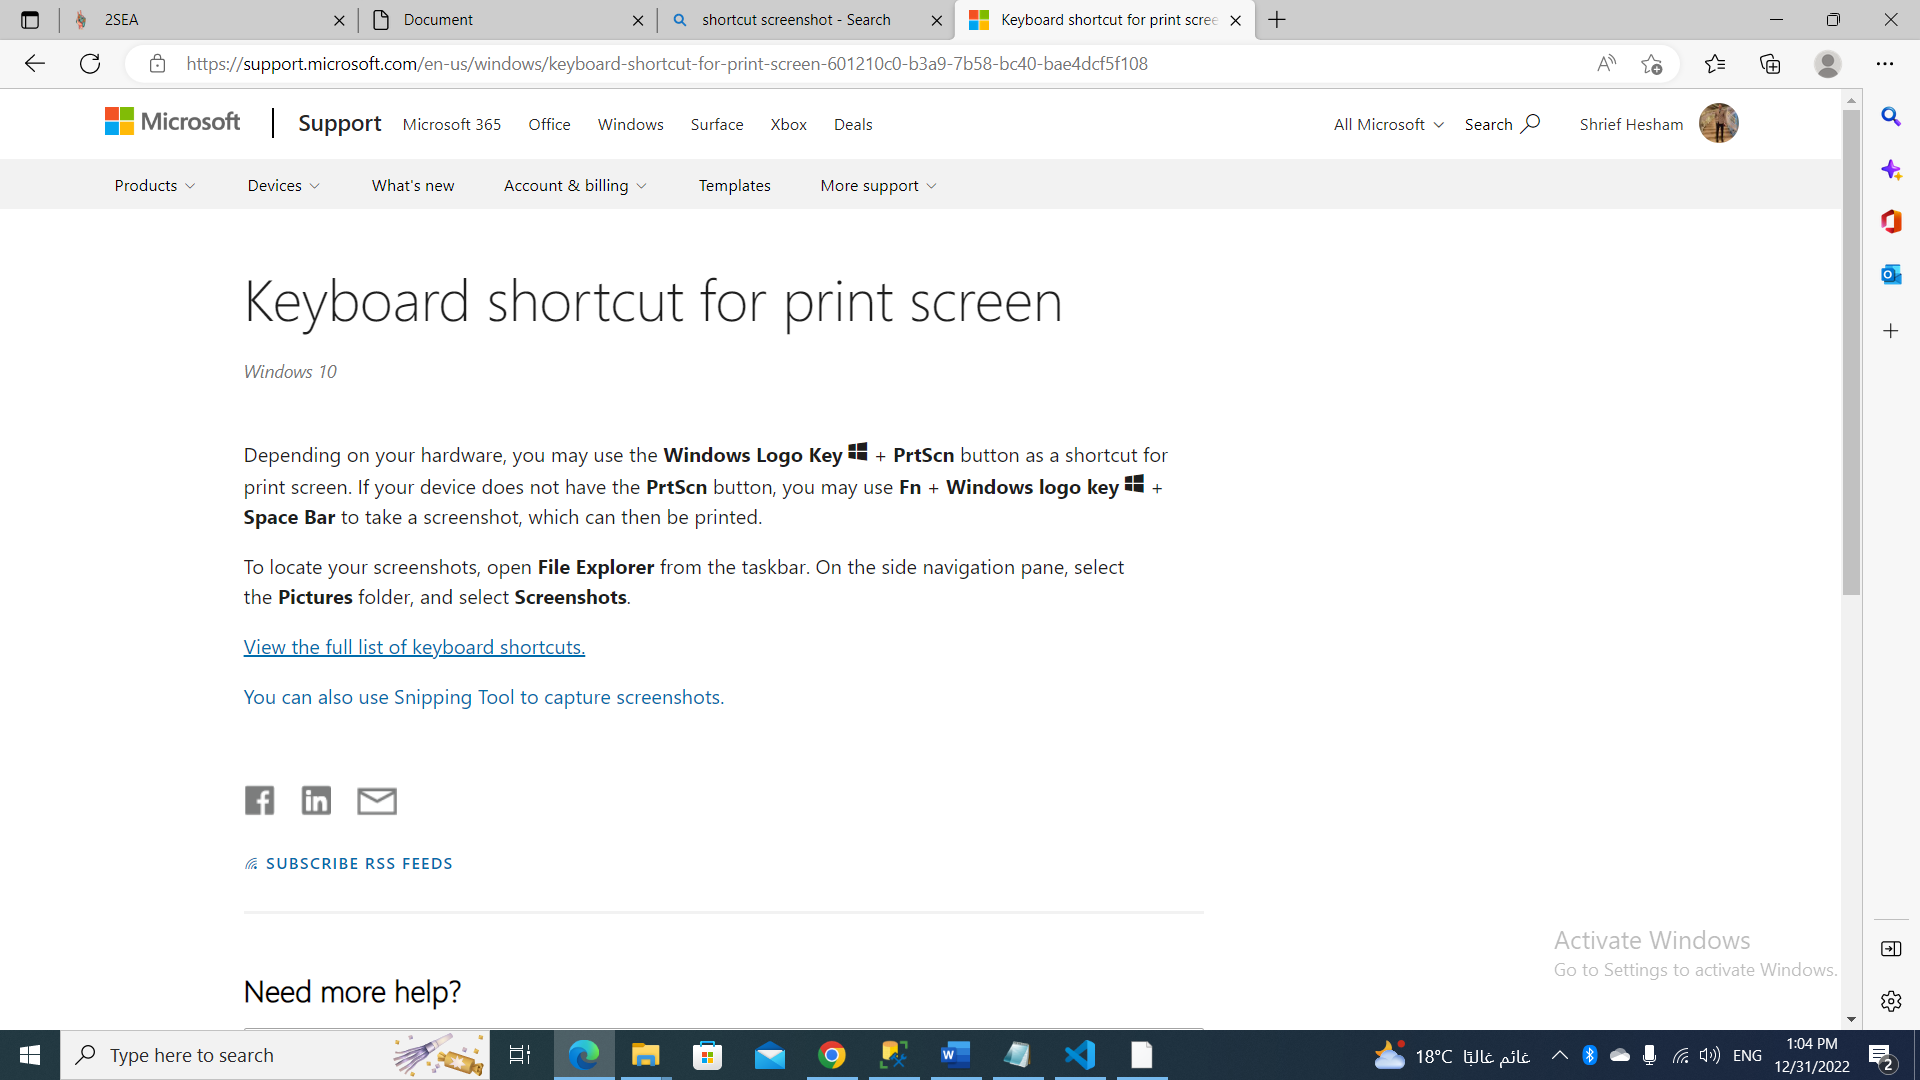 2SEA
Document
shortcut screenshot - Search
Keyboard shortcut for print scree
https://support.microsoft.com/en-us/windows/keyboard-shortcut-for-print-screen-601210c0-b3a9-7b58-bc40-bae4dcf5f108
Microsoft
Support
Microsoft 365
Office
Windows
Surface
Xbox
Deals
All Microsoft
Search
Shrief Hesham
Products
Devices
What's new
Account & billing
Templates
More support
Keyboard shortcut for print screen
Windows 10
Depending on your hardware, you may use the Windows Logo Key + PrtScn button as a shortcut for
print screen. If your device does not have the PrtScn button, you may use Fn + Windows logo key +
Space Bar to take a screenshot, which can then be printed.
To locate your screenshots, open File Explorer from the taskbar. On the side navigation pane, select
the Pictures folder, and select Screenshots.
View the full list of keyboard shortcuts.
You can also use Snipping Tool to capture screenshots.
SUBSCRIBE RSS FEEDS
Need more help?
Activate Windows
Go to Settings to activate Windows.
Type here to search
18°C غائم غالبًا
ENG
1:04 PM
12/31/2022
2